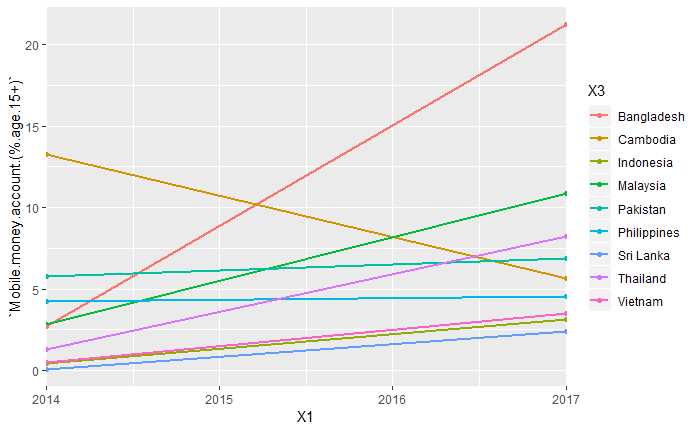 `Mobile.money.account.(%.age.15+)`
20
15
10
5
0
2014
2015
2016
2017
X1
X3
Bangladesh
Cambodia
Indonesia
Malaysia
Pakistan
Philippines
Sri Lanka
Thailand
Vietnam